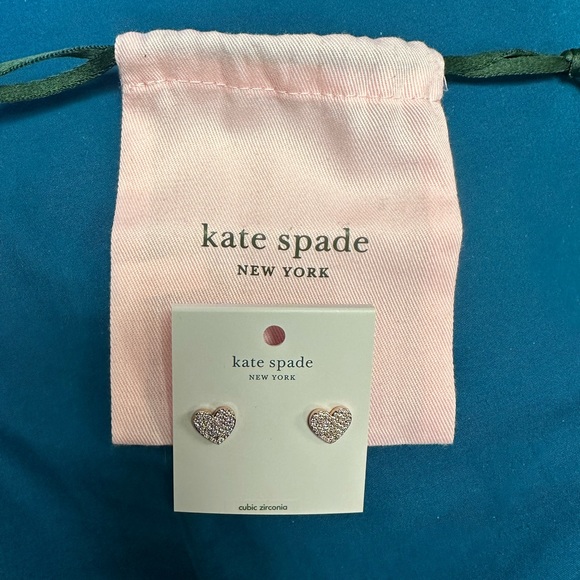 kate spade
NEW YORK
kate spade
NEW YORK
cubic zirconia